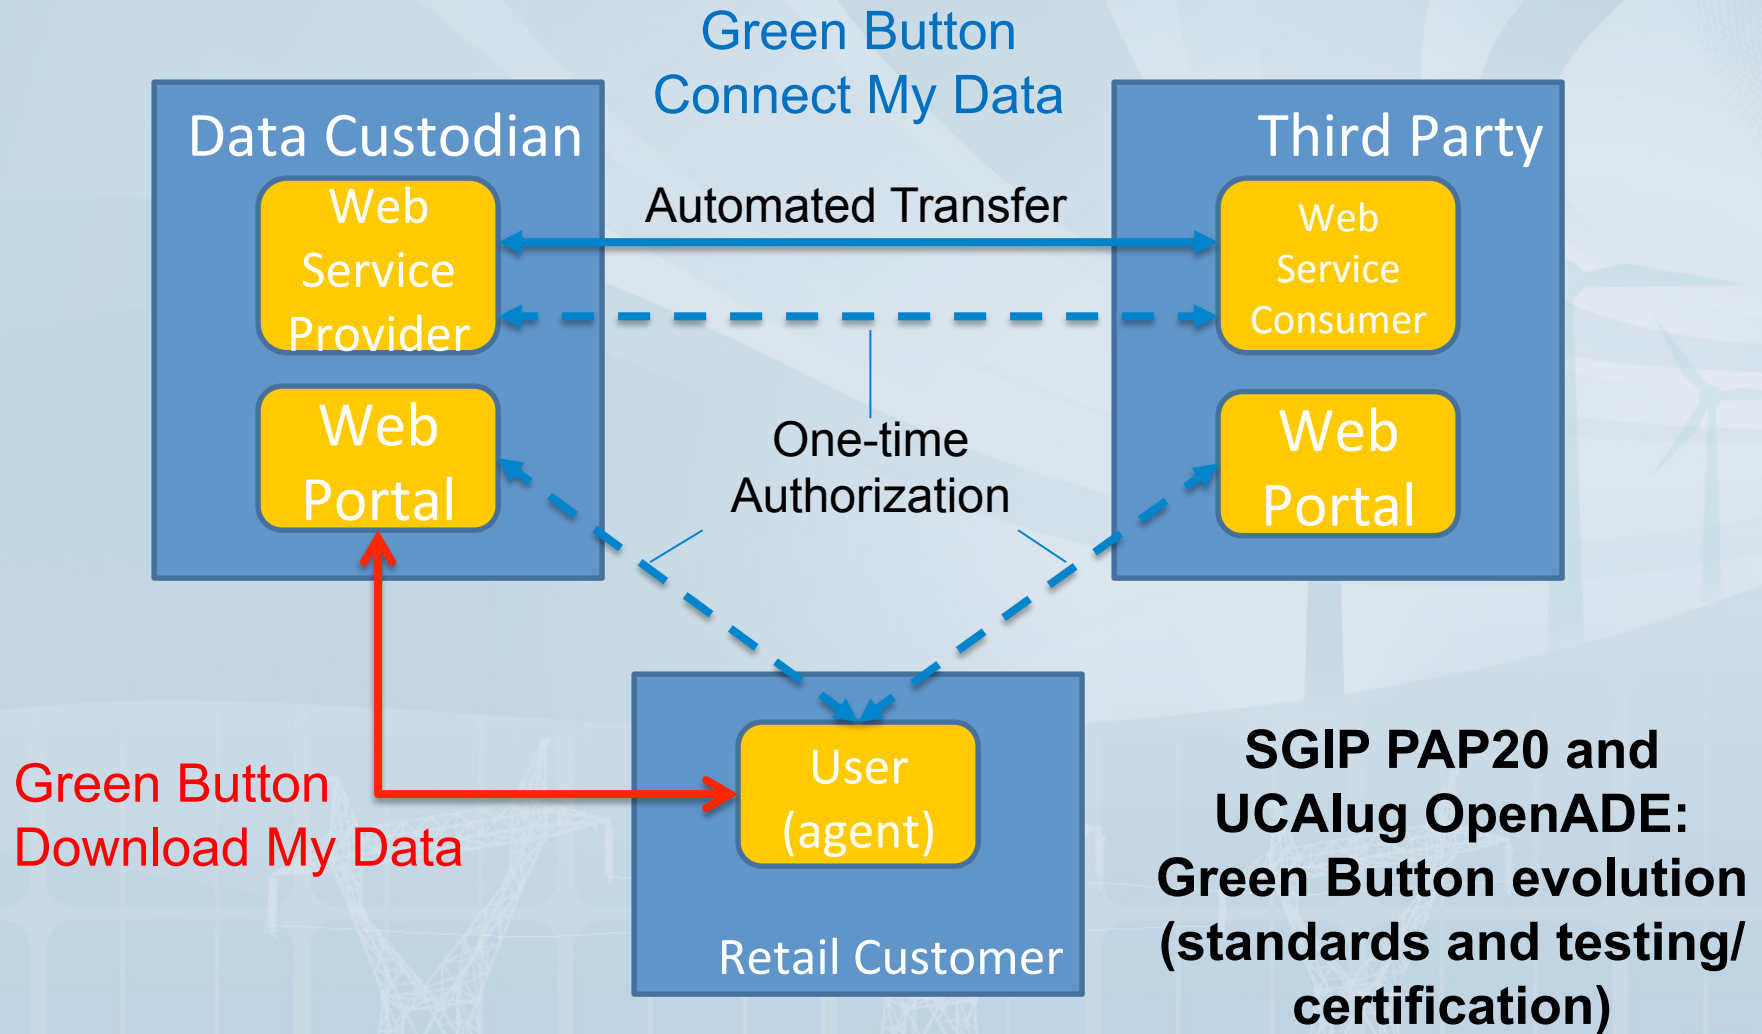 Green Button
Connect My Data
Data Custodian
Third Party
Web
Service
Provider
Automated Transfer
Web
Service
Consumer
Web
Portal
One-time
Authorization
Web
Portal
Green Button
Download My Data
User
(agent)
Retail Customer
SGIP PAP20 and
UCAIug OpenADE:
Green Button evolution
(standards and testing/
certification)